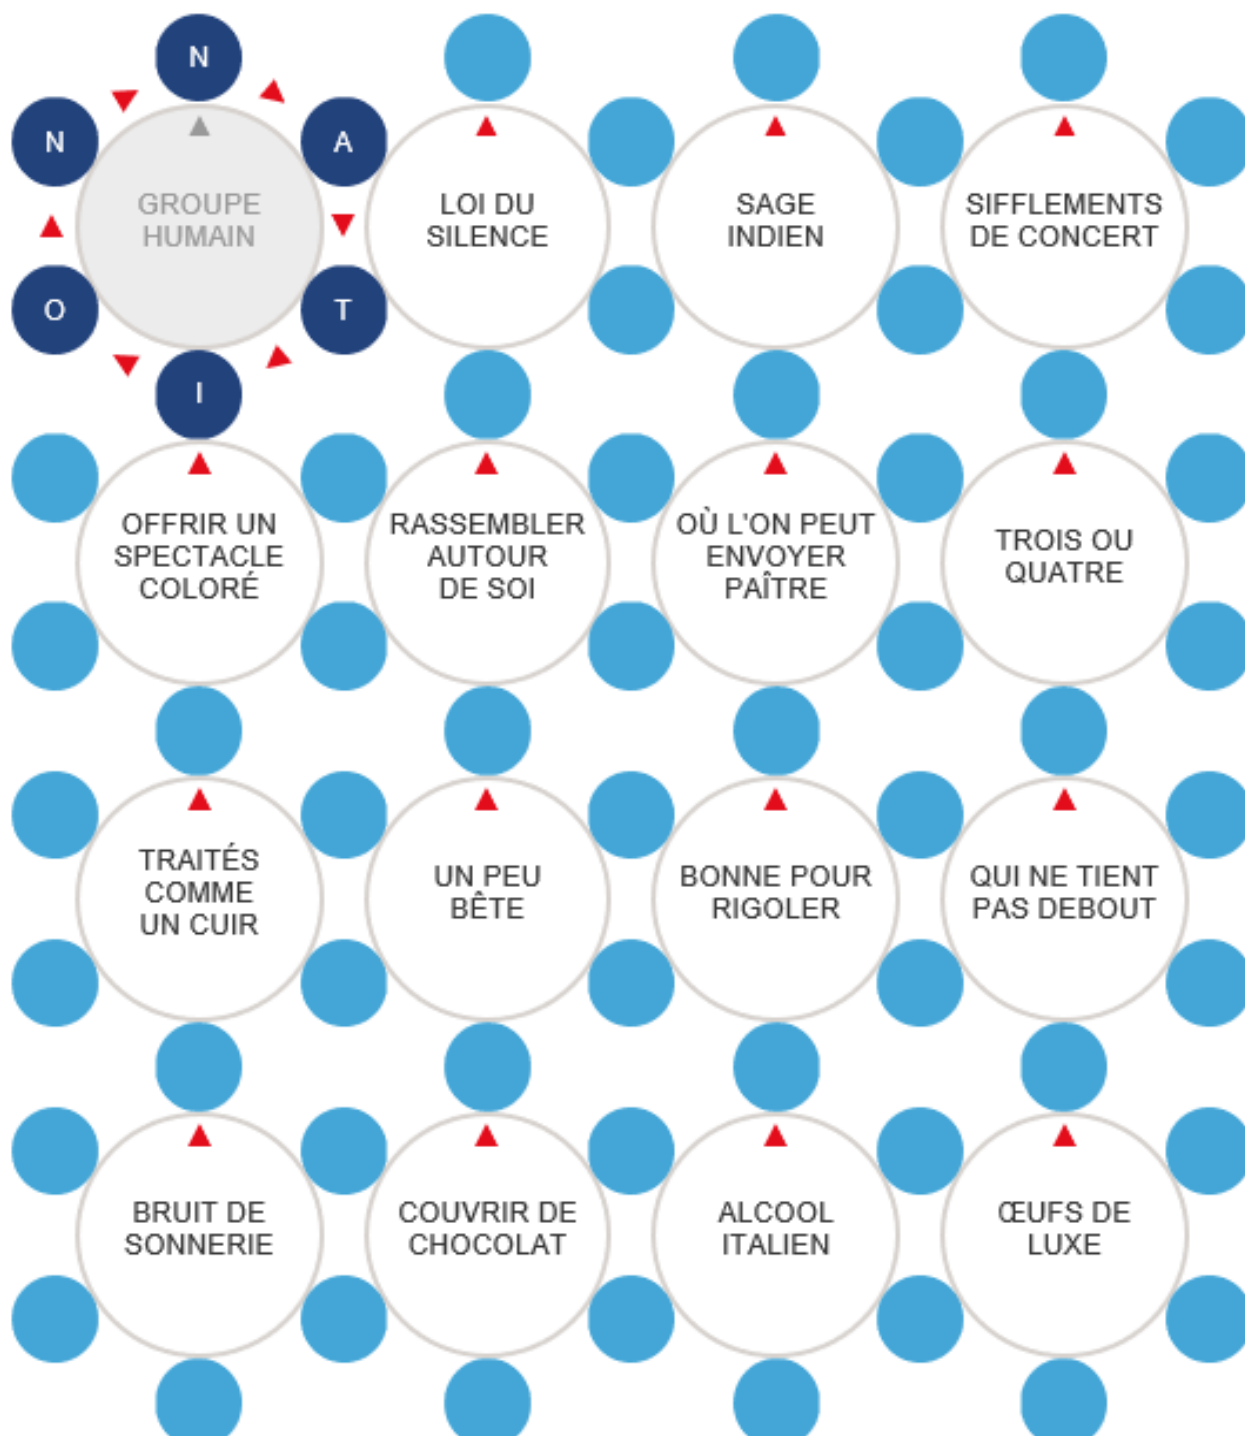 N
N
A
GROUPE
HUMAIN
O
T
I
LOI DU
SILENCE
SAGE
INDIEN
SIFFLEMENTS
DE CONCERT
OFFRIR UN
SPECTACLE
COLORÉ
RASSEMBLER
AUTOUR
DE SOI
OÙ L'ON PEUT
ENVOYER
PAÎTRE
TROIS OU
QUATRE
TRAITÉS
COMME
UN CUIR
UN PEU
BÊTE
BONNE POUR
RIGOLER
QUI NE TIENT
PAS DEBOUT
BRUIT DE
SONNERIE
COUVRIR DE
CHOCOLAT
ALCOOL
ITALIEN
ŒUFS DE
LUXE